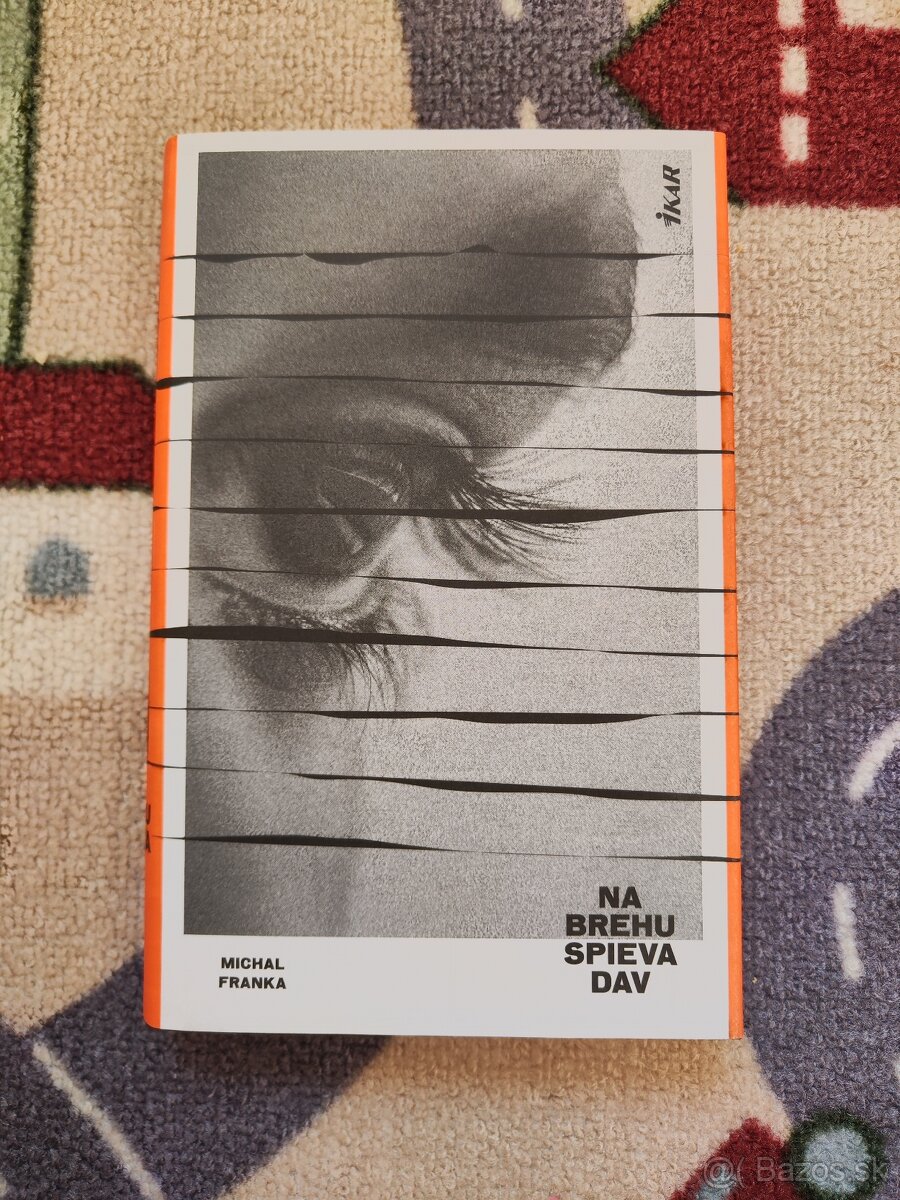 iKAR
NA
BREHU
SPIEVA
DAV
MICHAL
FRANKA
@( Bazos.sk